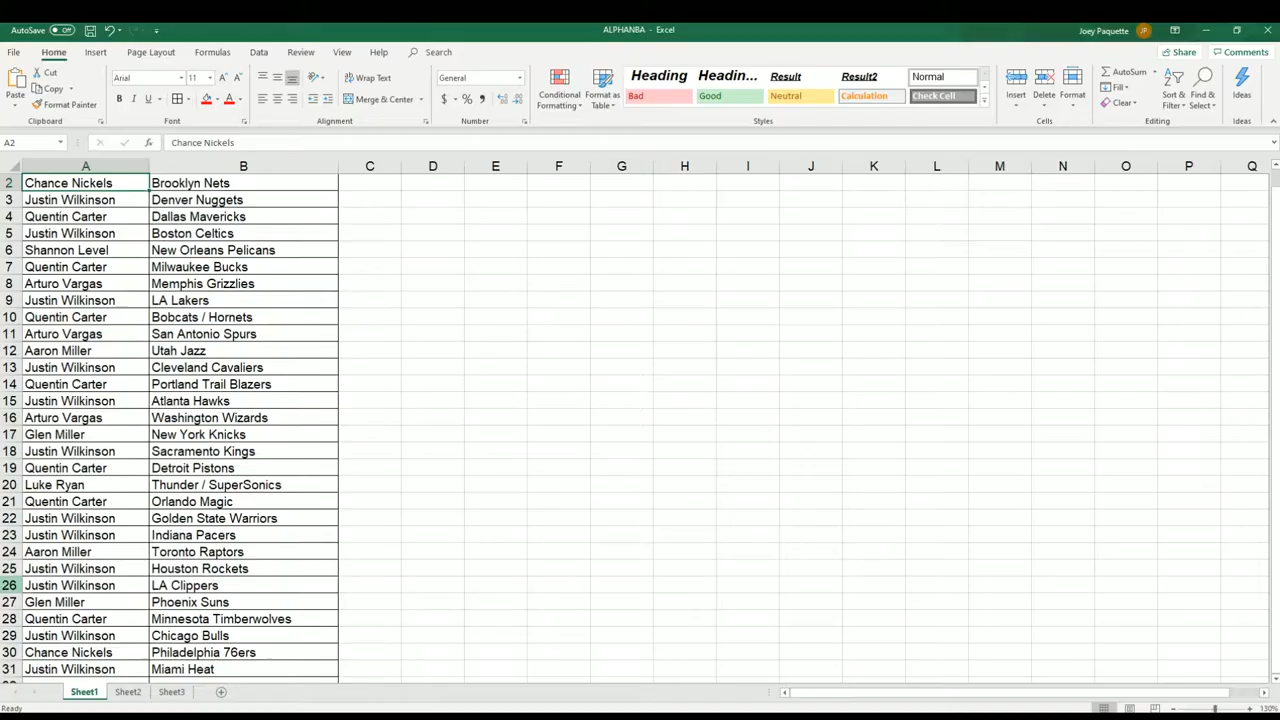 AutoSave Off ALPHANBA - Excel Joey Paquette JP
File Home Insert Page Layout Formulas Data Review View Help Search Share Comments
Paste Cut Copy Format Painter Clipboard
Arial 11 B I U A A Font
Wrap Text Merge & Center Alignment
General $ % Number
Conditional Formatting Format as Table
Heading Headin... Result Result2 Normal
Bad Good Neutral Calculation Check Cell
Styles
Insert Delete Format Cells
AutoSum Fill Clear Sort & Filter Find & Select Editing
Ideas Ideas
A2 fx Chance Nickels
A B C D E F G H I J K L M N O P Q
2 Chance Nickels Brooklyn Nets
3 Justin Wilkinson Denver Nuggets
4 Quentin Carter Dallas Mavericks
5 Justin Wilkinson Boston Celtics
6 Shannon Level New Orleans Pelicans
7 Quentin Carter Milwaukee Bucks
8 Arturo Vargas Memphis Grizzlies
9 Justin Wilkinson LA Lakers
10 Quentin Carter Bobcats / Hornets
11 Arturo Vargas San Antonio Spurs
12 Aaron Miller Utah Jazz
13 Justin Wilkinson Cleveland Cavaliers
14 Quentin Carter Portland Trail Blazers
15 Justin Wilkinson Atlanta Hawks
16 Arturo Vargas Washington Wizards
17 Glen Miller New York Knicks
18 Justin Wilkinson Sacramento Kings
19 Quentin Carter Detroit Pistons
20 Luke Ryan Thunder / SuperSonics
21 Quentin Carter Orlando Magic
22 Justin Wilkinson Golden State Warriors
23 Justin Wilkinson Indiana Pacers
24 Aaron Miller Toronto Raptors
25 Justin Wilkinson Houston Rockets
26 Justin Wilkinson LA Clippers
27 Glen Miller Phoenix Suns
28 Quentin Carter Minnesota Timberwolves
29 Justin Wilkinson Chicago Bulls
30 Chance Nickels Philadelphia 76ers
31 Justin Wilkinson Miami Heat
Sheet1 Sheet2 Sheet3
Ready 130%